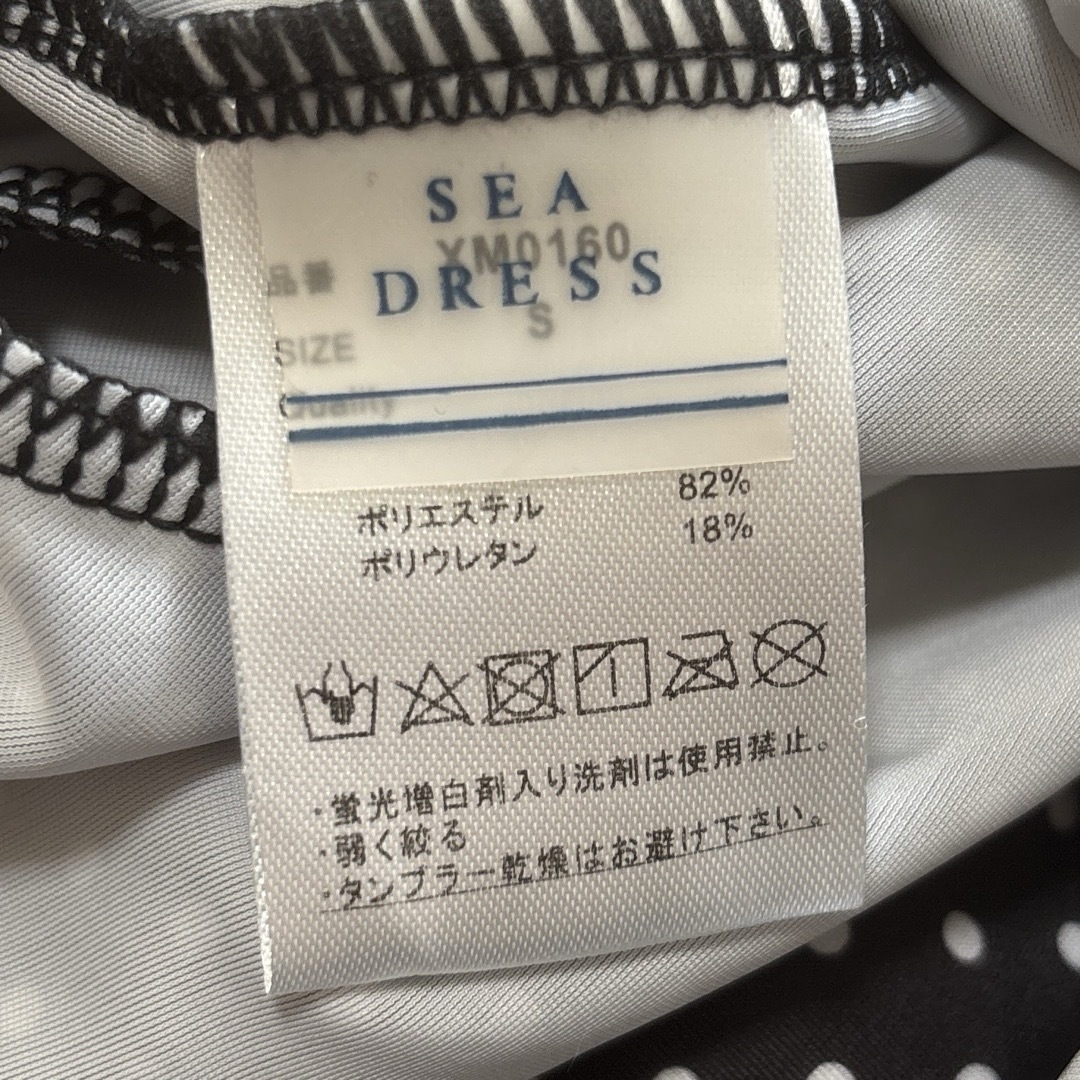 SEA
品番 XM0160
DRESS
SIZE S
Quality
ポリエステル 82%
ポリウレタン 18%
・蛍光増白剤入り洗剤は使用禁止。
・弱く絞る
・タンブラー乾燥はお避け下さい。